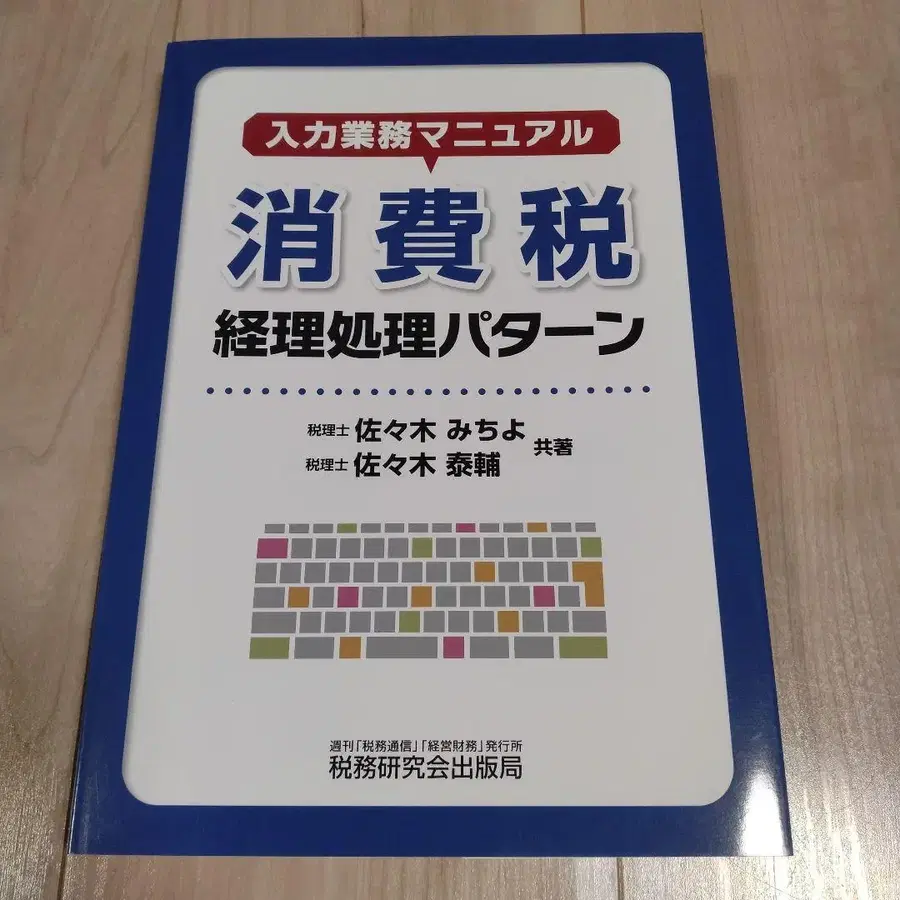 入力業務マニュアル
消費税
経理処理パターン
税理士 佐々木 みちよ
税理士 佐々木 泰輔
共著
週刊「税務通信」「経営財務」発行所
税務研究会出版局